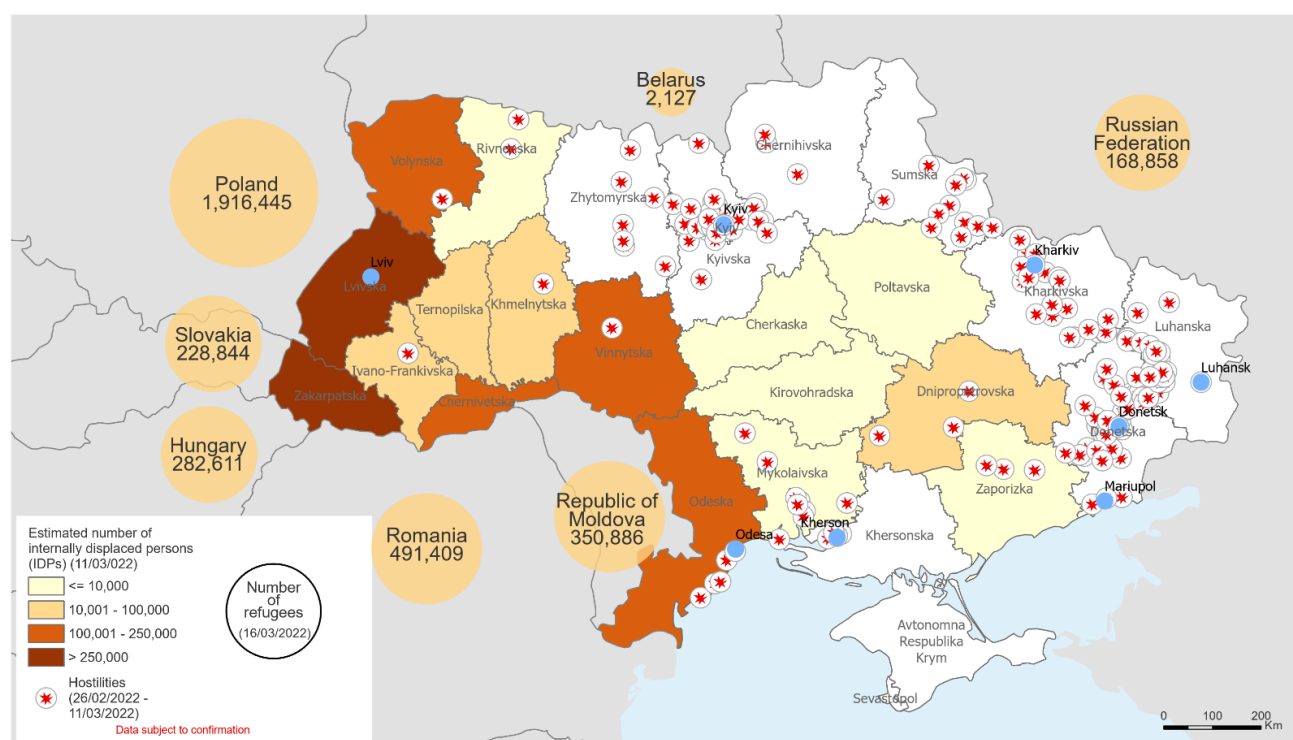 Belarus
2,127
Russian
Federation
168,858
Poland
1,916,445
Slovakia
228,844
Hungary
282,611
Romania
491,409
Republic of
Moldova
350,886
Volynska
Rivnenska
Zhytomyrska
Chernihivska
Sumska
Kyiv
Kyiv
Kyivska
Lviv
Lvivska
Ternopilska
Khmelnytska
Poltavska
Kharkiv
Kharkivska
Luhanska
Luhansk
Cherkaska
Vinnytska
Ivano-Frankivska
Zakarpatska
Chernivetska
Kirovohradska
Dnipropetrovska
Donetsk
Donetska
Mykolaivska
Zaporizka
Mariupol
Odeska
Odesa
Kherson
Khersonska
Avtonomna
Respublika
Krym
Sevastopol
Estimated number of
internally displaced persons
(IDPs) (11/03/022)
<= 10,000
10,001 - 100,000
100,001 - 250,000
> 250,000
Hostilities
(26/02/2022 -
11/03/2022)
Number
of
refugees
(16/03/2022)
Data subject to confirmation
0 100 200
Km